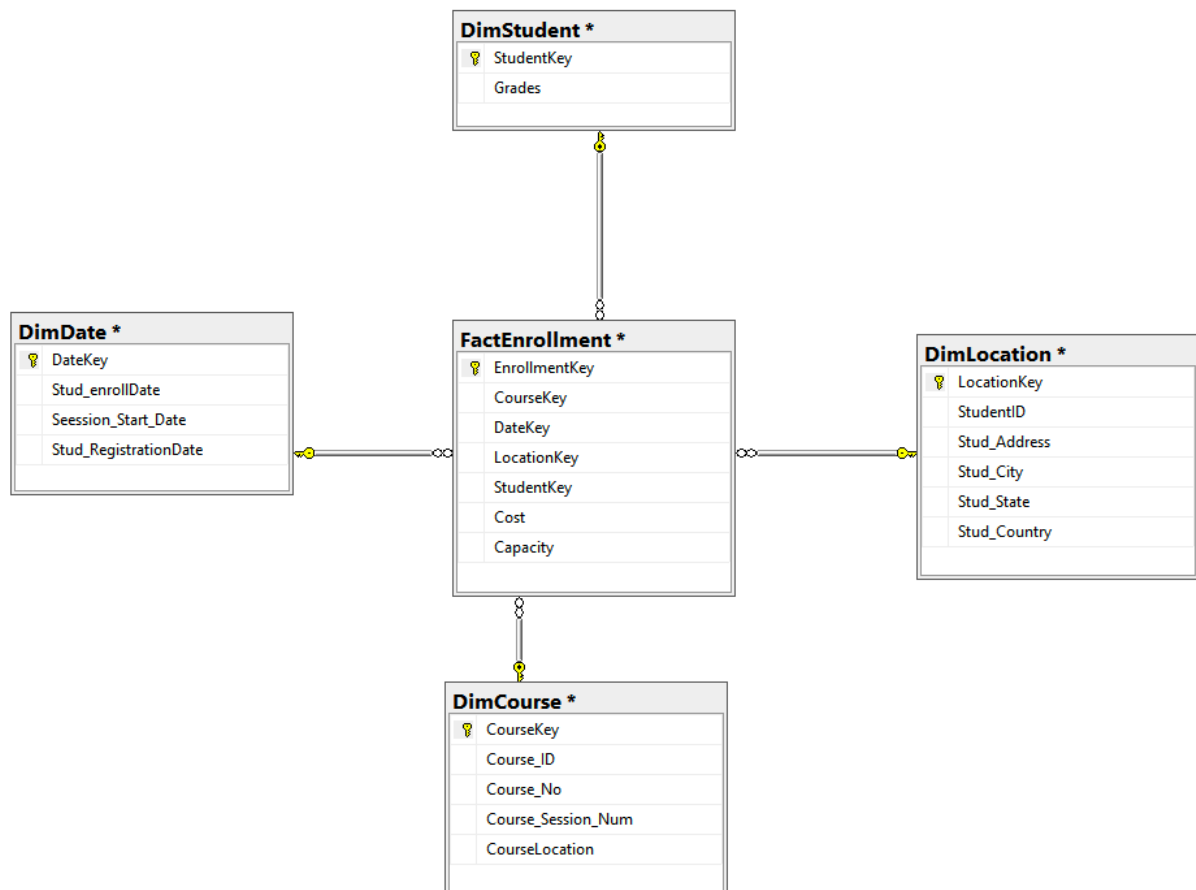 DimStudent *
StudentKey
Grades
DimDate *
DateKey
Stud_enrollDate
Seession_Start_Date
Stud_RegistrationDate
FactEnrollment *
EnrollmentKey
CourseKey
DateKey
LocationKey
StudentKey
Cost
Capacity
DimLocation *
LocationKey
StudentID
Stud_Address
Stud_City
Stud_State
Stud_Country
DimCourse *
CourseKey
Course_ID
Course_No
Course_Session_Num
CourseLocation